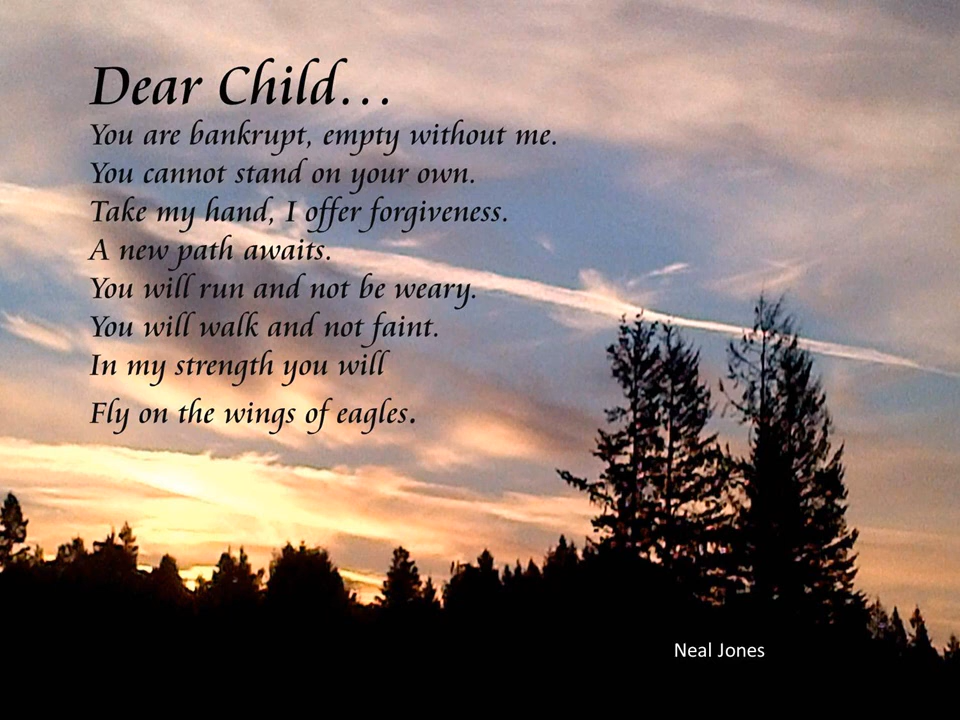 Dear Child...
You are bankrupt, empty without me.
You cannot stand on your own.
Take my hand, I offer forgiveness.
A new path awaits.
You will run and not be weary.
You will walk and not faint.
In my strength you will
Fly on the wings of eagles.
Neal Jones